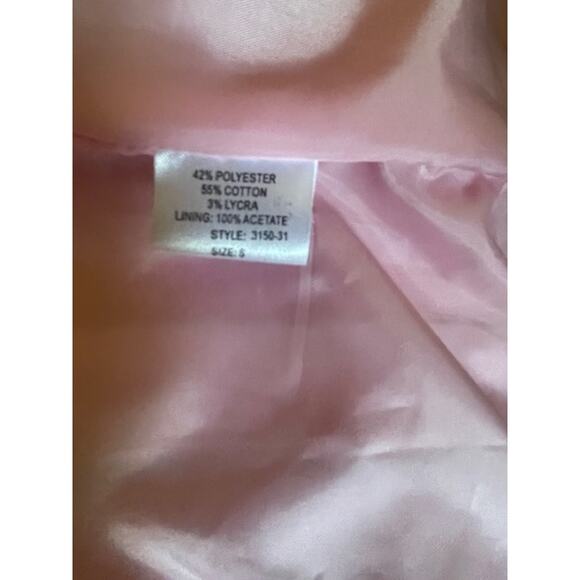 42% POLYESTER
55% COTTON
3% LYCRA
LINING: 100% ACETATE
STYLE: 3150-31
SIZE: